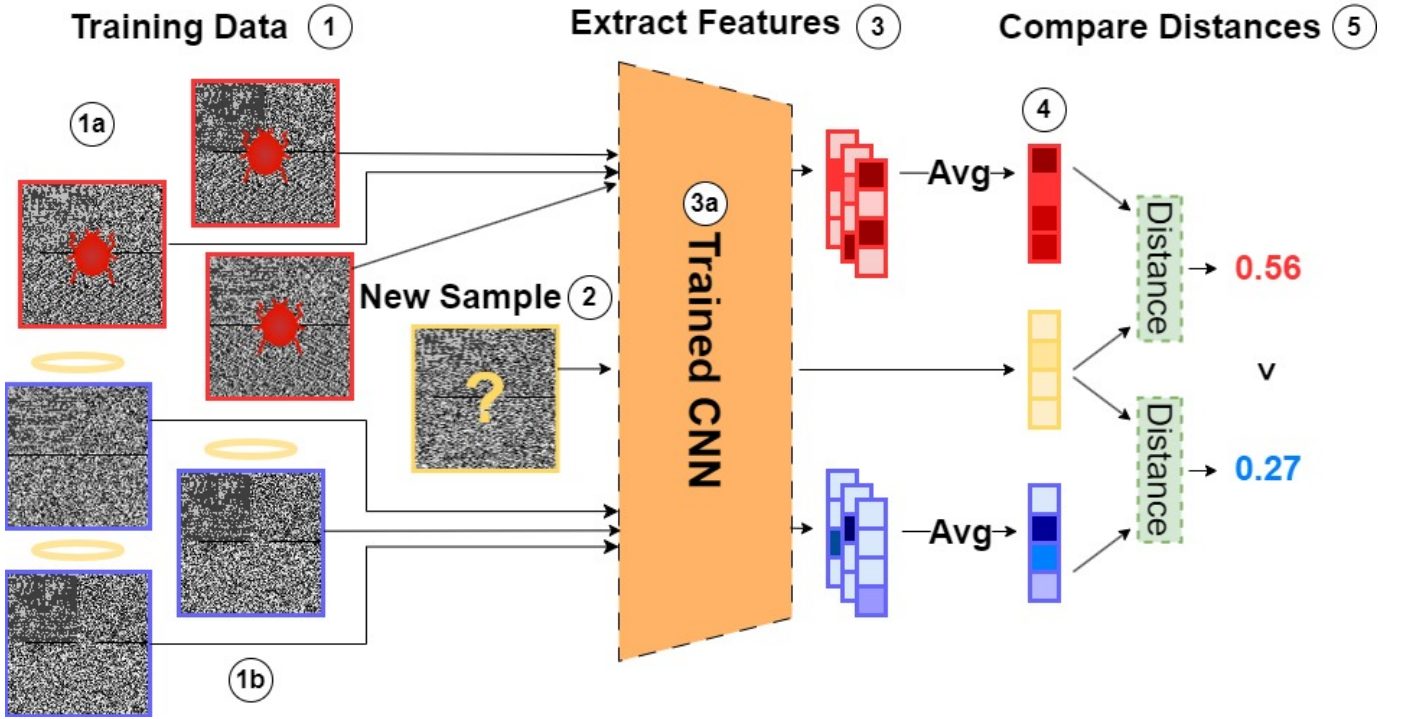 Training Data 1
Extract Features 3
Compare Distances 5
1a
4
Avg
3a
Trained CNN
Distance
0.56
New Sample 2
?
v
Distance
0.27
Avg
1b